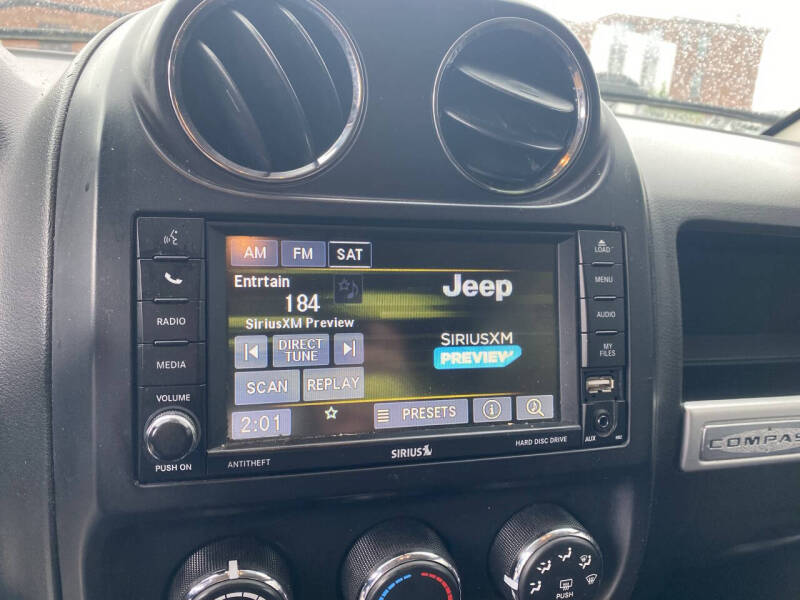 AM FM SAT
Entrtain
184
SiriusXM Preview
DIRECT
TUNE
SCAN REPLAY
2:01
PRESETS
Jeep
SIRIUSXM
PREVIEW
RADIO
MEDIA
VOLUME
PUSH ON
ANTITHEFT
SIRIUS
HARD DISC DRIVE
LOAD
MENU
AUDIO
MY
FILES
AUX
COMPAS
PUSH